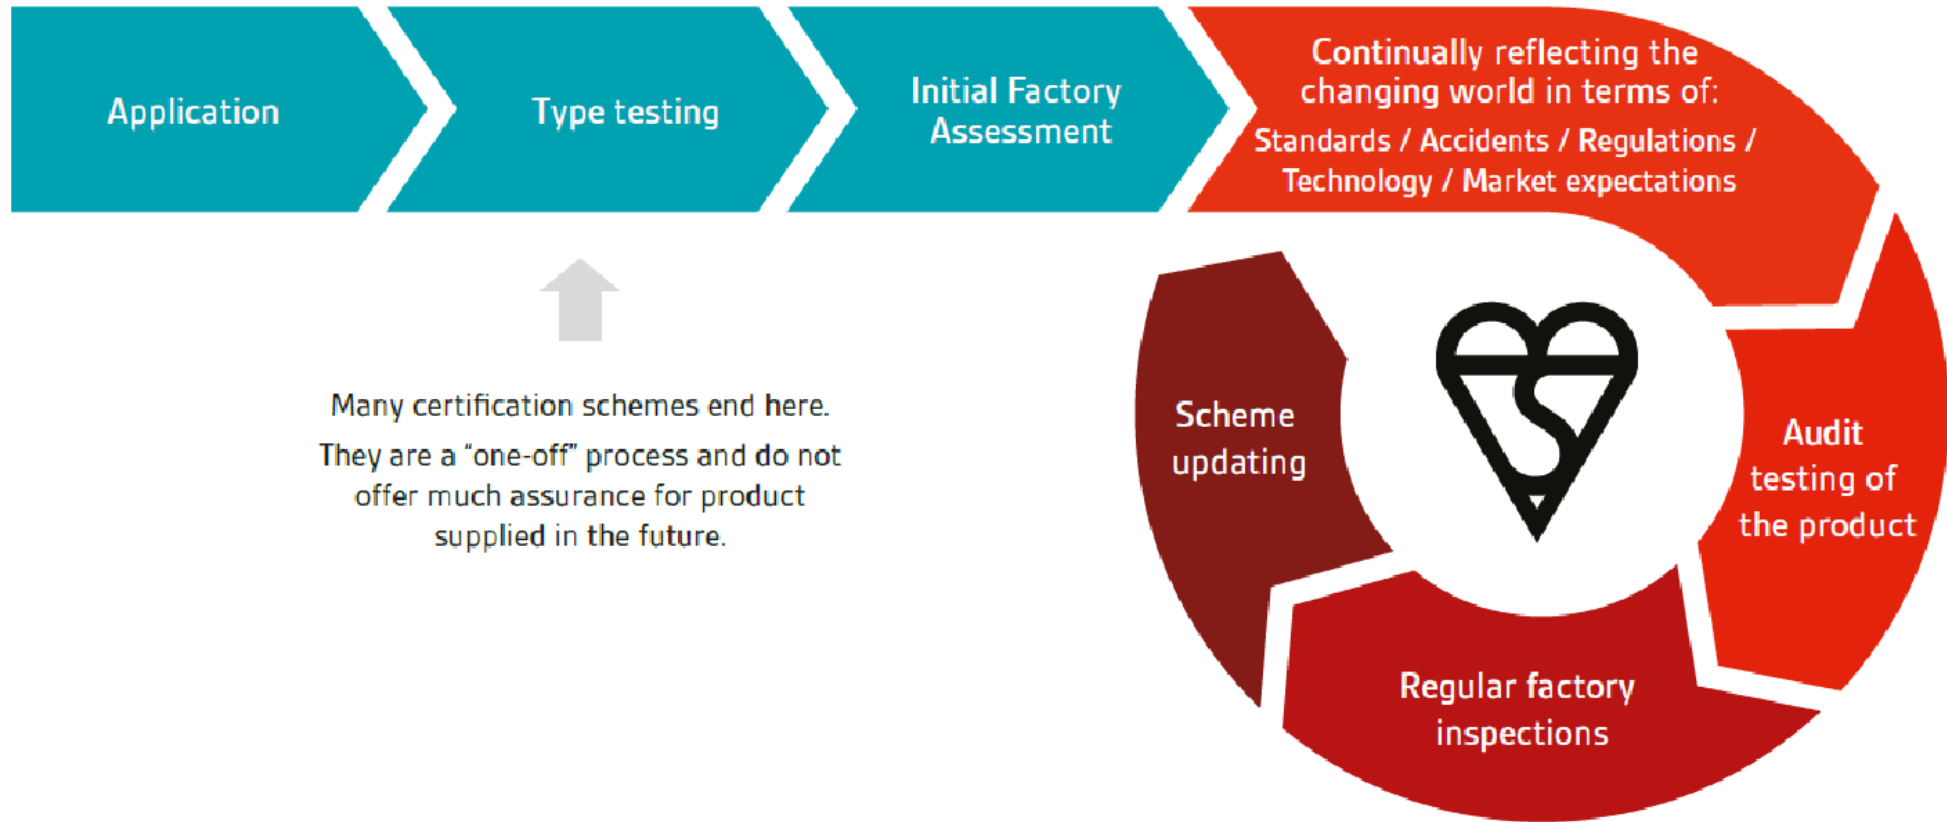 Application
Type testing
Initial Factory
Assessment
Continually reflecting the
changing world in terms of:
Standards / Accidents / Regulations /
Technology / Market expectations
Many certification schemes end here.
They are a “one-off” process and do not
offer much assurance for product
supplied in the future.
Audit
testing of
the product
Regular factory
inspections
Scheme
updating